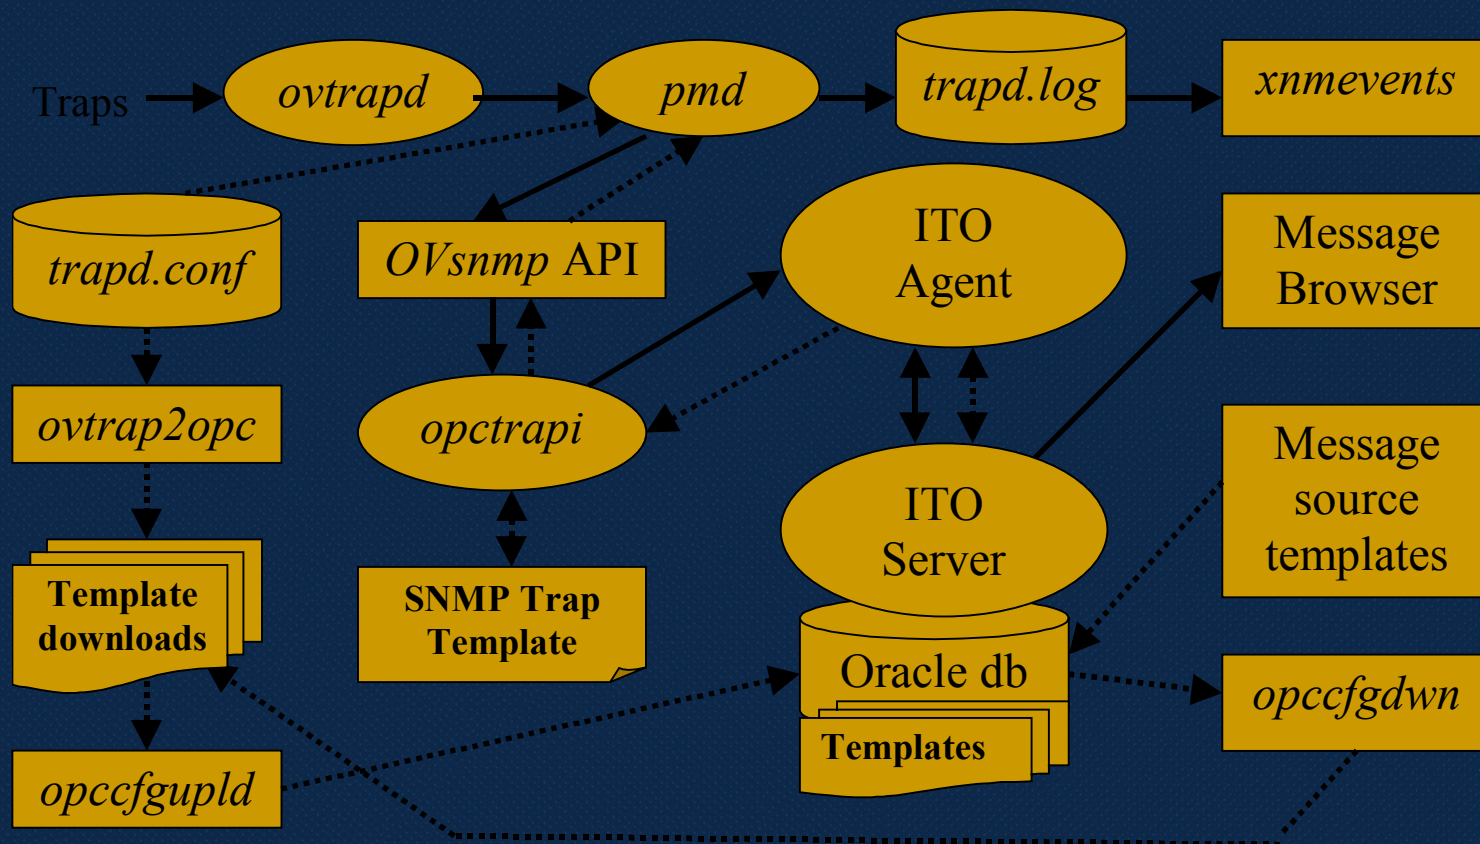 Traps
ovtrapd
pmd
trapd.log
xnmevents
trapd.conf
OVsnmp API
ITO
Agent
Message
Browser
ovtrap2opc
opctrapi
ITO
Server
Message
source
templates
Template
downloads
SNMP Trap
Template
Oracle db
Templates
opccfgdwn
opccfgupld